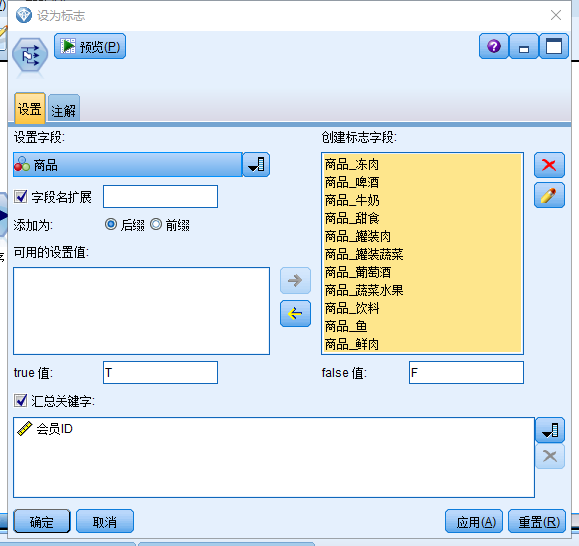 设为标志
预览(P)
设置
注解
设置字段:
创建标志字段:
商品
字段名扩展
添加为:
后缀
前缀
可用的设置值:
商品_冻肉
商品_啤酒
商品_牛奶
商品_甜食
商品_罐装肉
商品_罐装蔬菜
商品_葡萄酒
商品_蔬菜水果
商品_饮料
商品_鱼
商品_鲜肉
true 值:
T
false 值:
F
汇总关键字:
会员ID
确定
取消
应用(A)
重置(R)